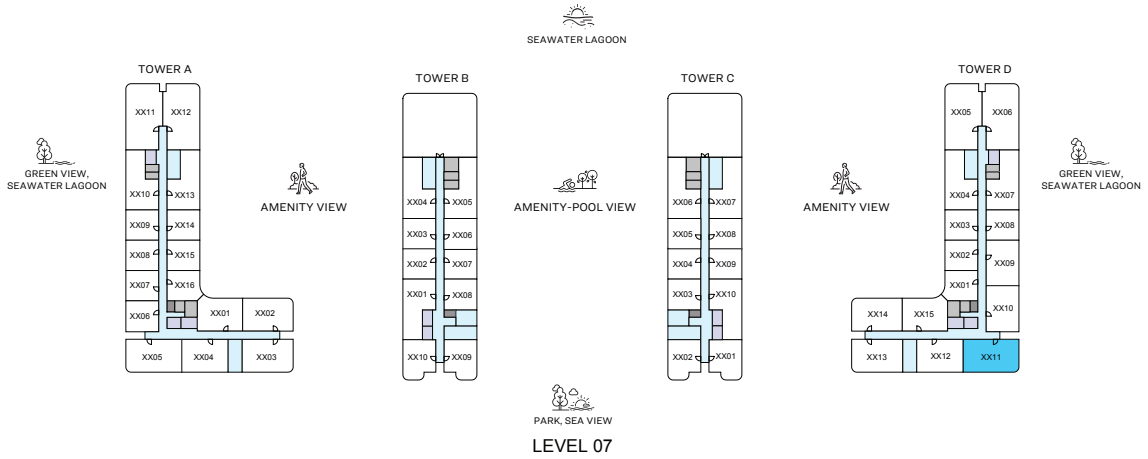 SEAWATER LAGOON
TOWER A
TOWER B
TOWER C
TOWER D
XX11
XX12
XX10
XX13
XX09
XX14
XX08
XX15
XX07
XX16
XX06
XX01
XX02
XX05
XX04
XX03
GREEN VIEW,
SEAWATER LAGOON
AMENITY VIEW
XX04
XX05
XX03
XX06
XX02
XX07
XX01
XX08
XX10
XX09
AMENITY-POOL VIEW
XX06
XX07
XX05
XX08
XX04
XX09
XX03
XX10
XX02
XX01
AMENITY VIEW
XX05
XX06
XX04
XX07
XX03
XX08
XX02
XX09
XX01
XX10
XX14
XX15
XX13
XX12
XX11
GREEN VIEW,
SEAWATER LAGOON
PARK, SEA VIEW
LEVEL 07